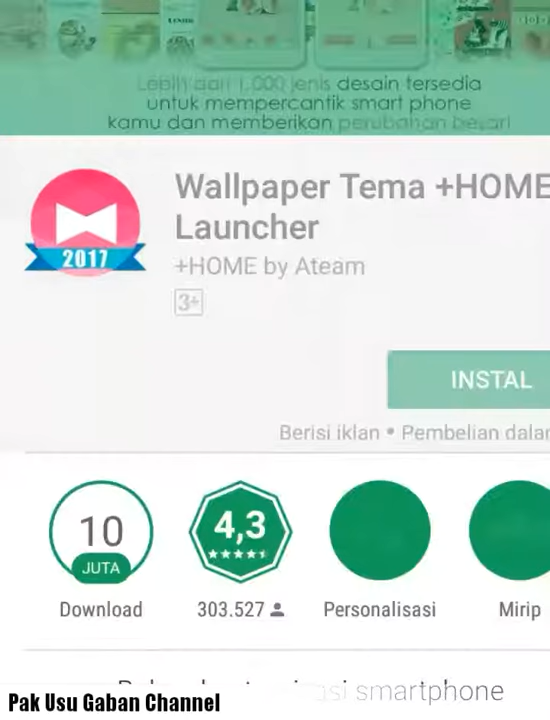 Lebih dari 1.000 jenis desain tersedia
untuk mempercantik smart phone
kamu dan memberikan perubahan besar!
Wallpaper Tema +HOME
Launcher
2017
+HOME by Ateam
3+
INSTAL
Berisi iklan • Pembelian dalam
10
JUTA
4,3
Download
303.527
Personalisasi
Mirip
smartphone
Pak Usu Gaban Channel